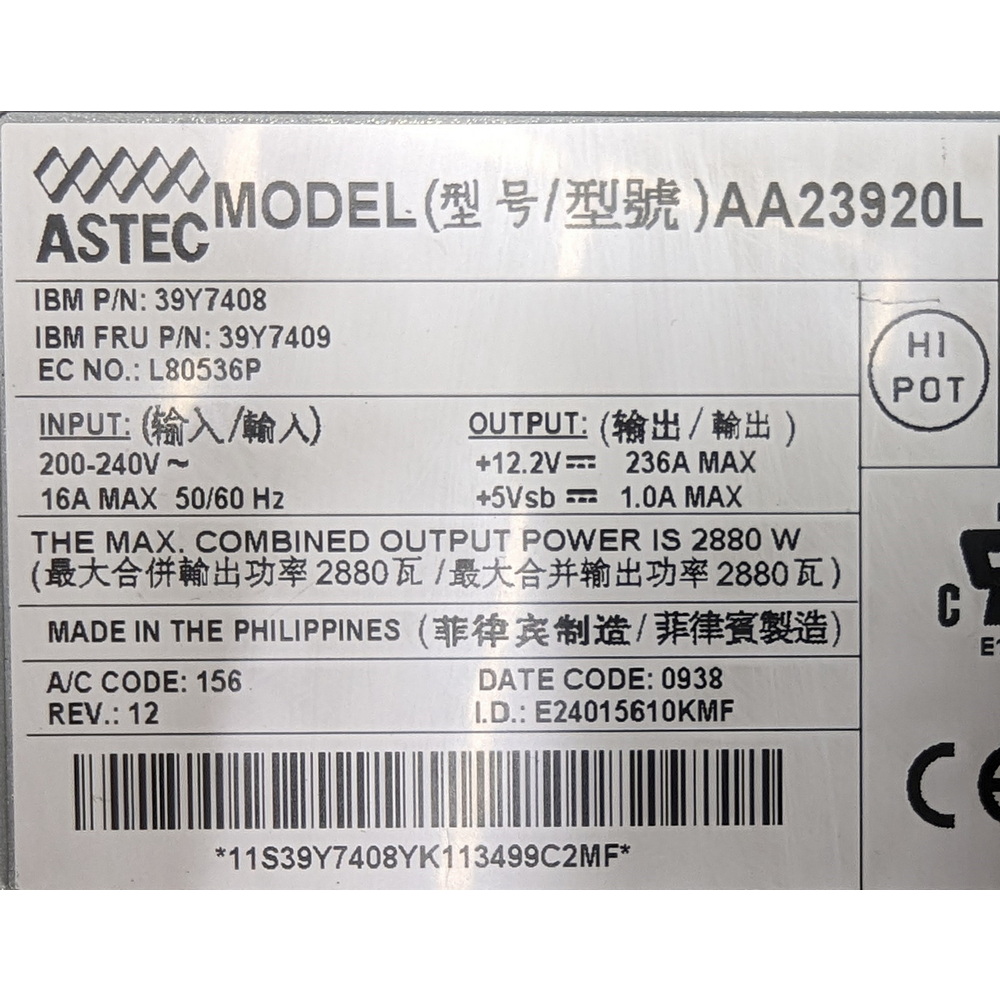 ASTEC MODEL(型号/型號)AA23920L
IBM P/N: 39Y7408
IBM FRU P/N: 39Y7409
EC NO.: L80536P
HI
POT
INPUT: (输入/輸入)
200-240V ~
16A MAX 50/60 Hz
OUTPUT: (输出/輸出)
+12.2V⎓ 236A MAX
+5Vsb ⎓ 1.0A MAX
THE MAX. COMBINED OUTPUT POWER IS 2880 W
(最大合併輸出功率2880瓦/最大合并输出功率2880瓦)
MADE IN THE PHILIPPINES (菲律宾制造/菲律賓製造)
A/C CODE: 156
REV.: 12
DATE CODE: 0938
I.D.: E24015610KMF
*11S39Y7408YK113499C2MF*
C
CE